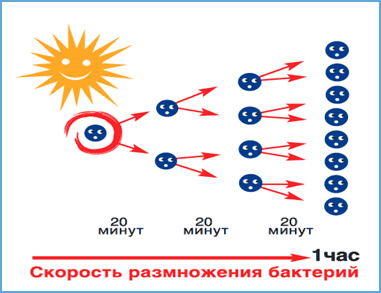 20 20 20
минут минут минут
1час
Скорость размножения бактерий